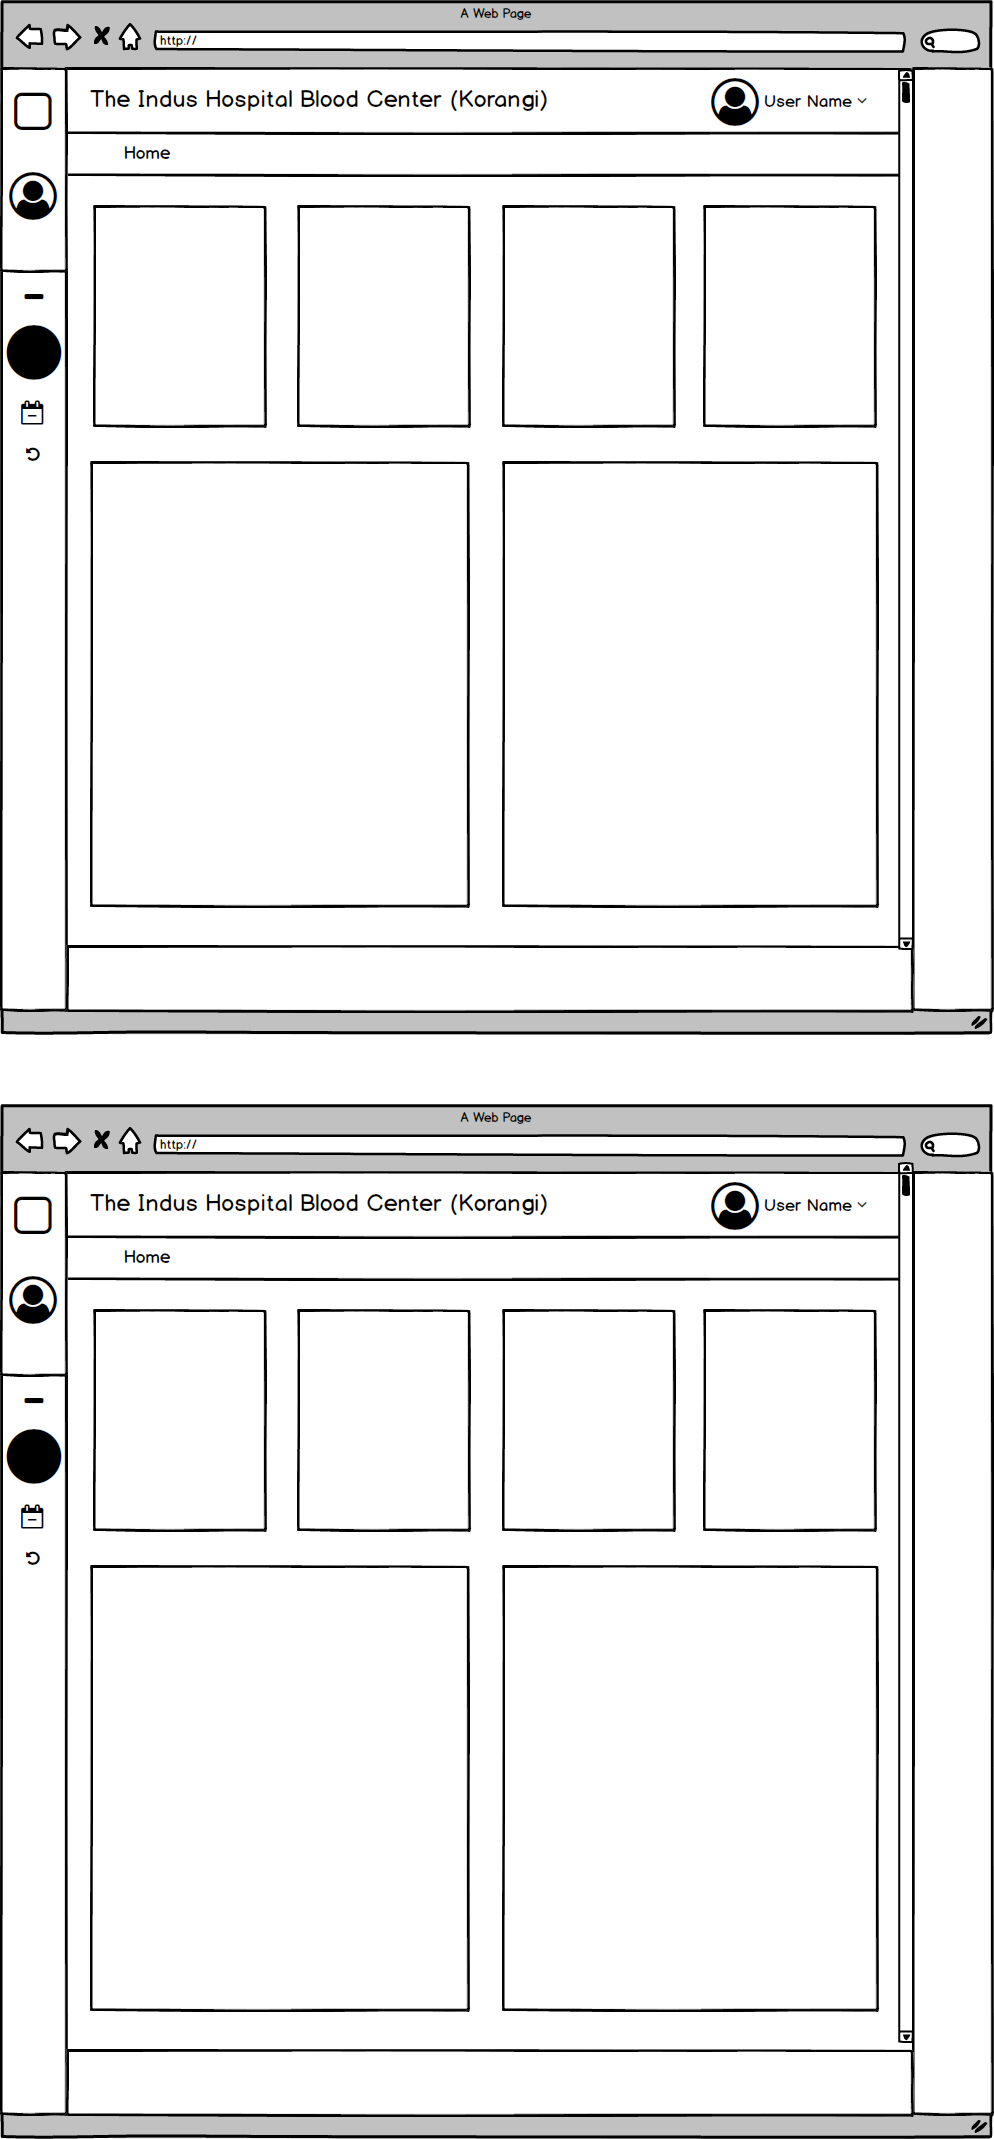 A Web Page
http://
The Indus Hospital Blood Center (Korangi)
User Name
Home
A Web Page
http://
The Indus Hospital Blood Center (Korangi)
User Name
Home